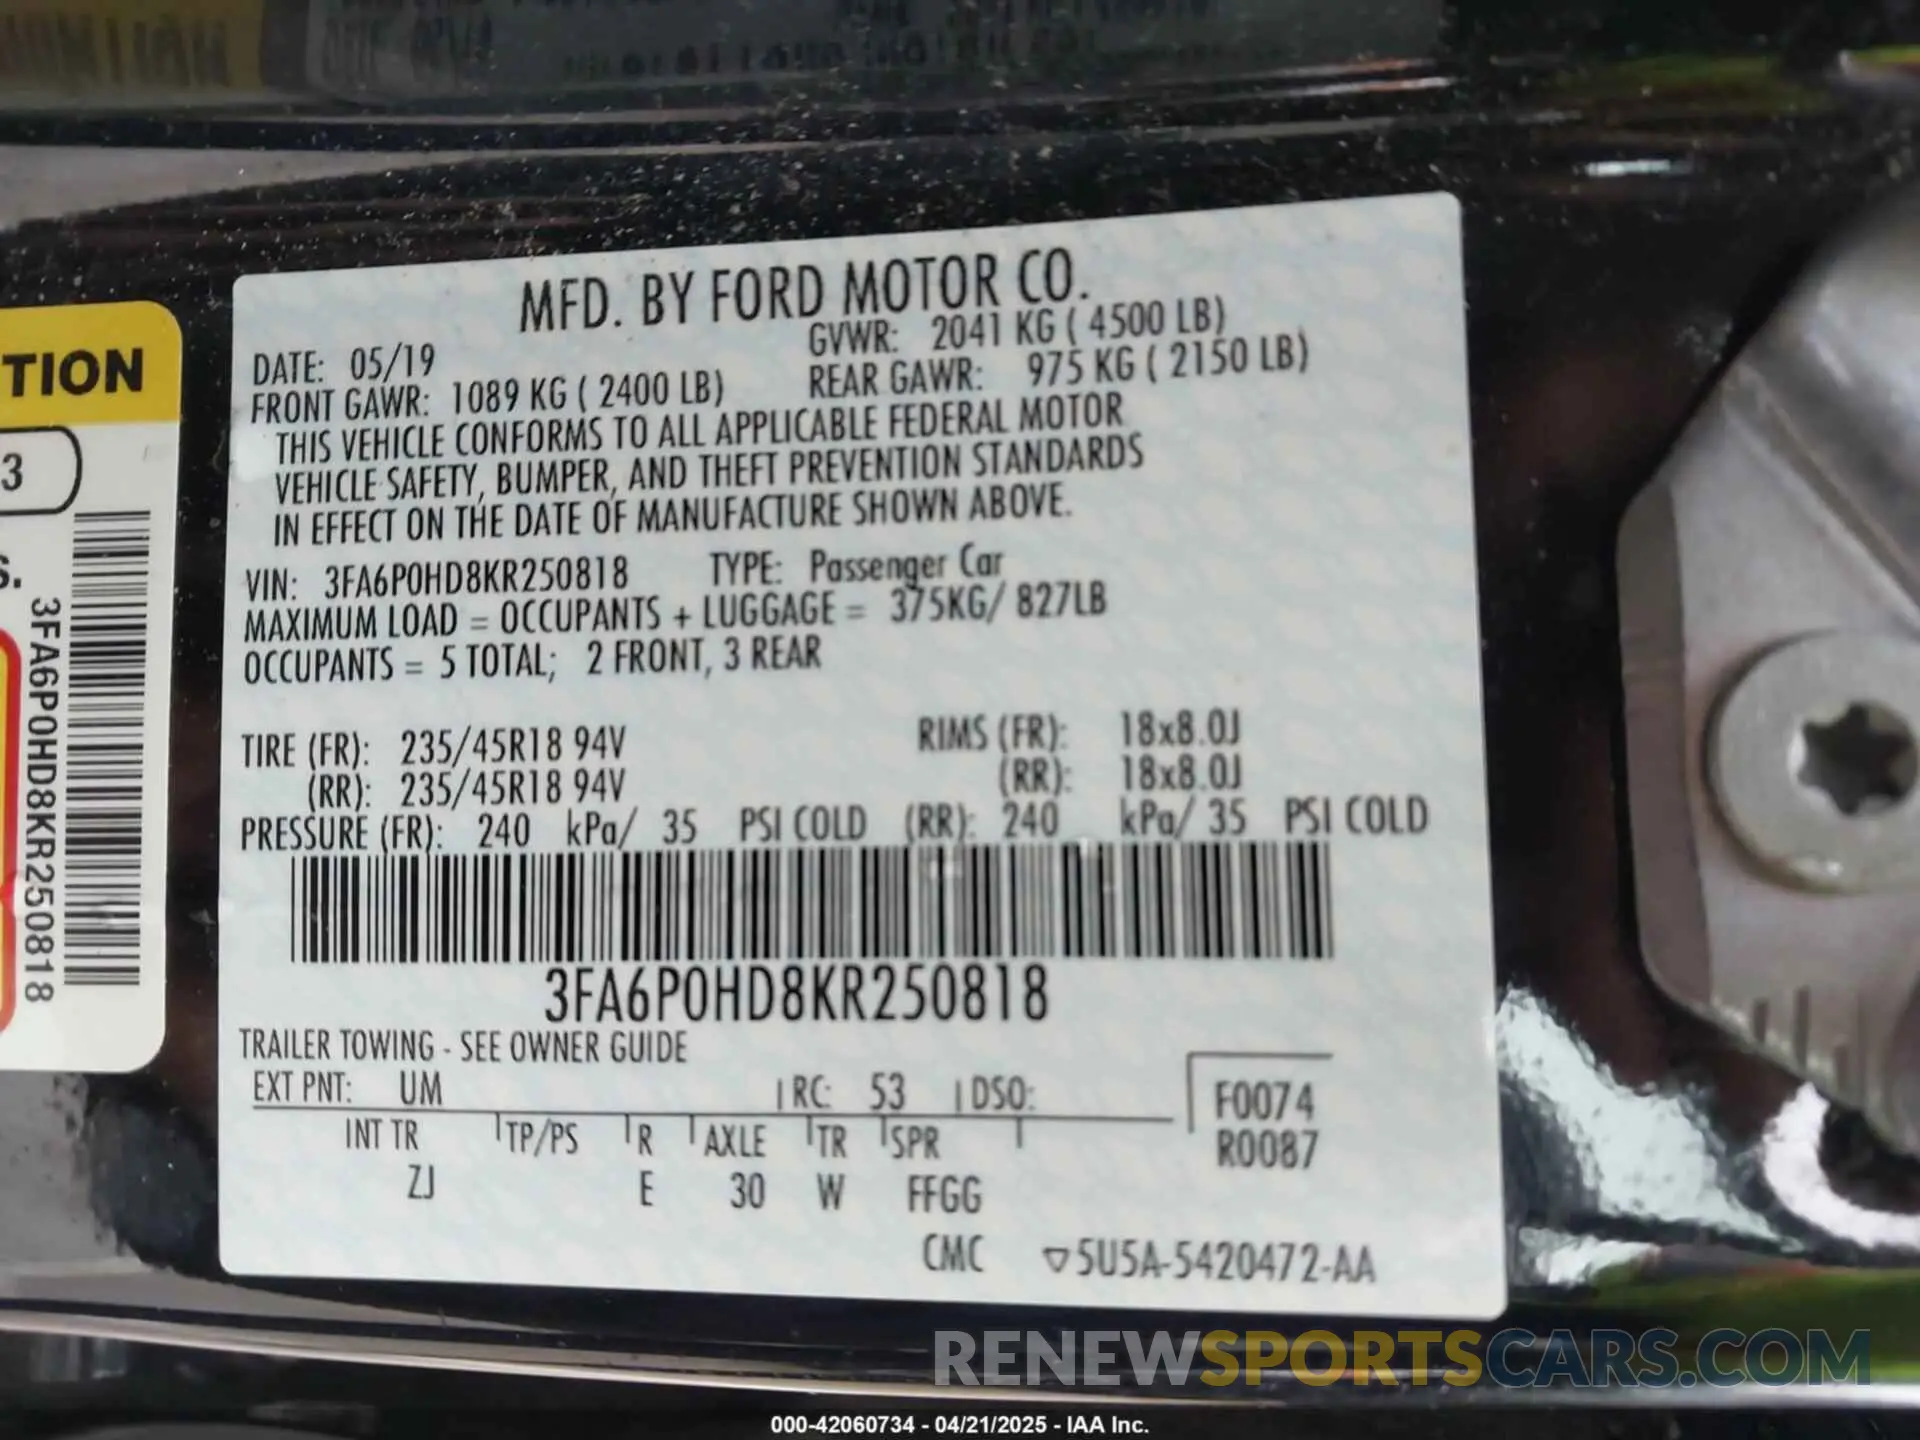 MFD. BY FORD MOTOR CO.
DATE: 05/19 GVWR: 2041 KG ( 4500 LB)
FRONT GAWR: 1089 KG ( 2400 LB) REAR GAWR: 975 KG ( 2150 LB)
THIS VEHICLE CONFORMS TO ALL APPLICABLE FEDERAL MOTOR
VEHICLE SAFETY, BUMPER, AND THEFT PREVENTION STANDARDS
IN EFFECT ON THE DATE OF MANUFACTURE SHOWN ABOVE.
VIN: 3FA6P0HD8KR250818 TYPE: Passenger Car
MAXIMUM LOAD = OCCUPANTS + LUGGAGE = 375KG/ 827LB
OCCUPANTS = 5 TOTAL; 2 FRONT, 3 REAR
TIRE (FR): 235/45R18 94V RIMS (FR): 18x8.0J
(RR): 235/45R18 94V (RR): 18x8.0J
PRESSURE (FR): 240 kPa/ 35 PSI COLD (RR): 240 kPa/ 35 PSI COLD
3FA6P0HD8KR250818
TRAILER TOWING - SEE OWNER GUIDE
EXT PNT: UM RC: 53 DSO: F0074
INT TR TP/PS R AXLE TR SPR R0087
ZJ E 30 W FFGG
CMC ▽5U5A-5420472-AA
TION
3
s.
3FA6P0HD8KR250818
RENEWSPORTSCARS.COM
000-42060734 - 04/21/2025 - IAA Inc.